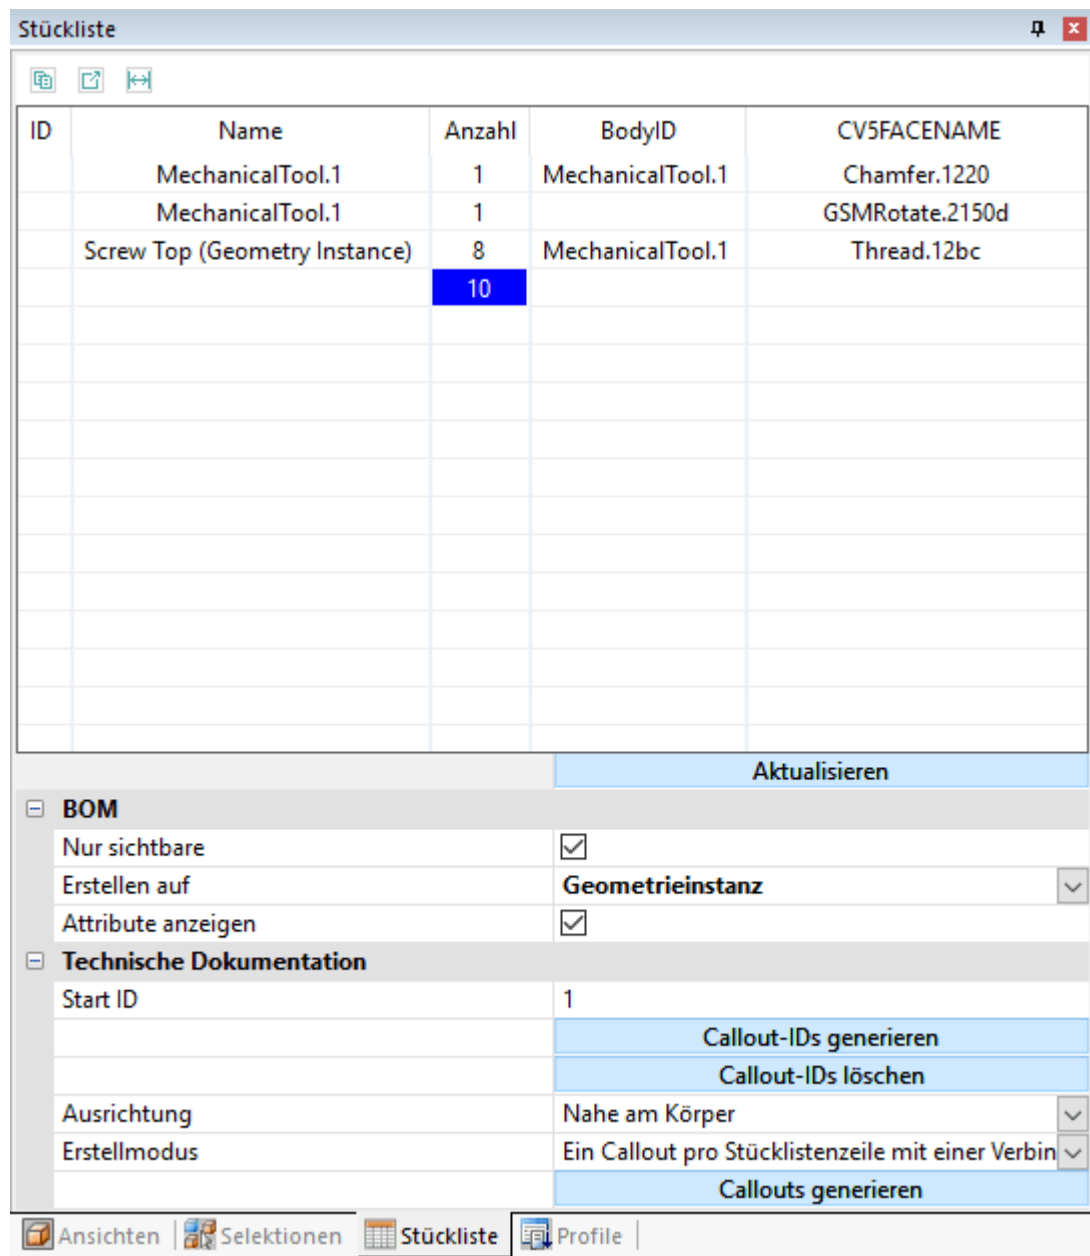 Stückliste
ID Name Anzahl BodyID CV5FACENAME
MechanicalTool.1 1 MechanicalTool.1 Chamfer.1220
MechanicalTool.1 1 GSMRotate.2150d
Screw Top (Geometry Instance) 8 MechanicalTool.1 Thread.12bc
10
Aktualisieren
BOM
Nur sichtbare
Erstellen auf Geometrieinstanz
Attribute anzeigen
Technische Dokumentation
Start ID 1
Callout-IDs generieren
Callout-IDs löschen
Ausrichtung Nahe am Körper
Erstellmodus Ein Callout pro Stücklistenzeile mit einer Verbin
Callouts generieren
Ansichten Selektionen Stückliste Profile